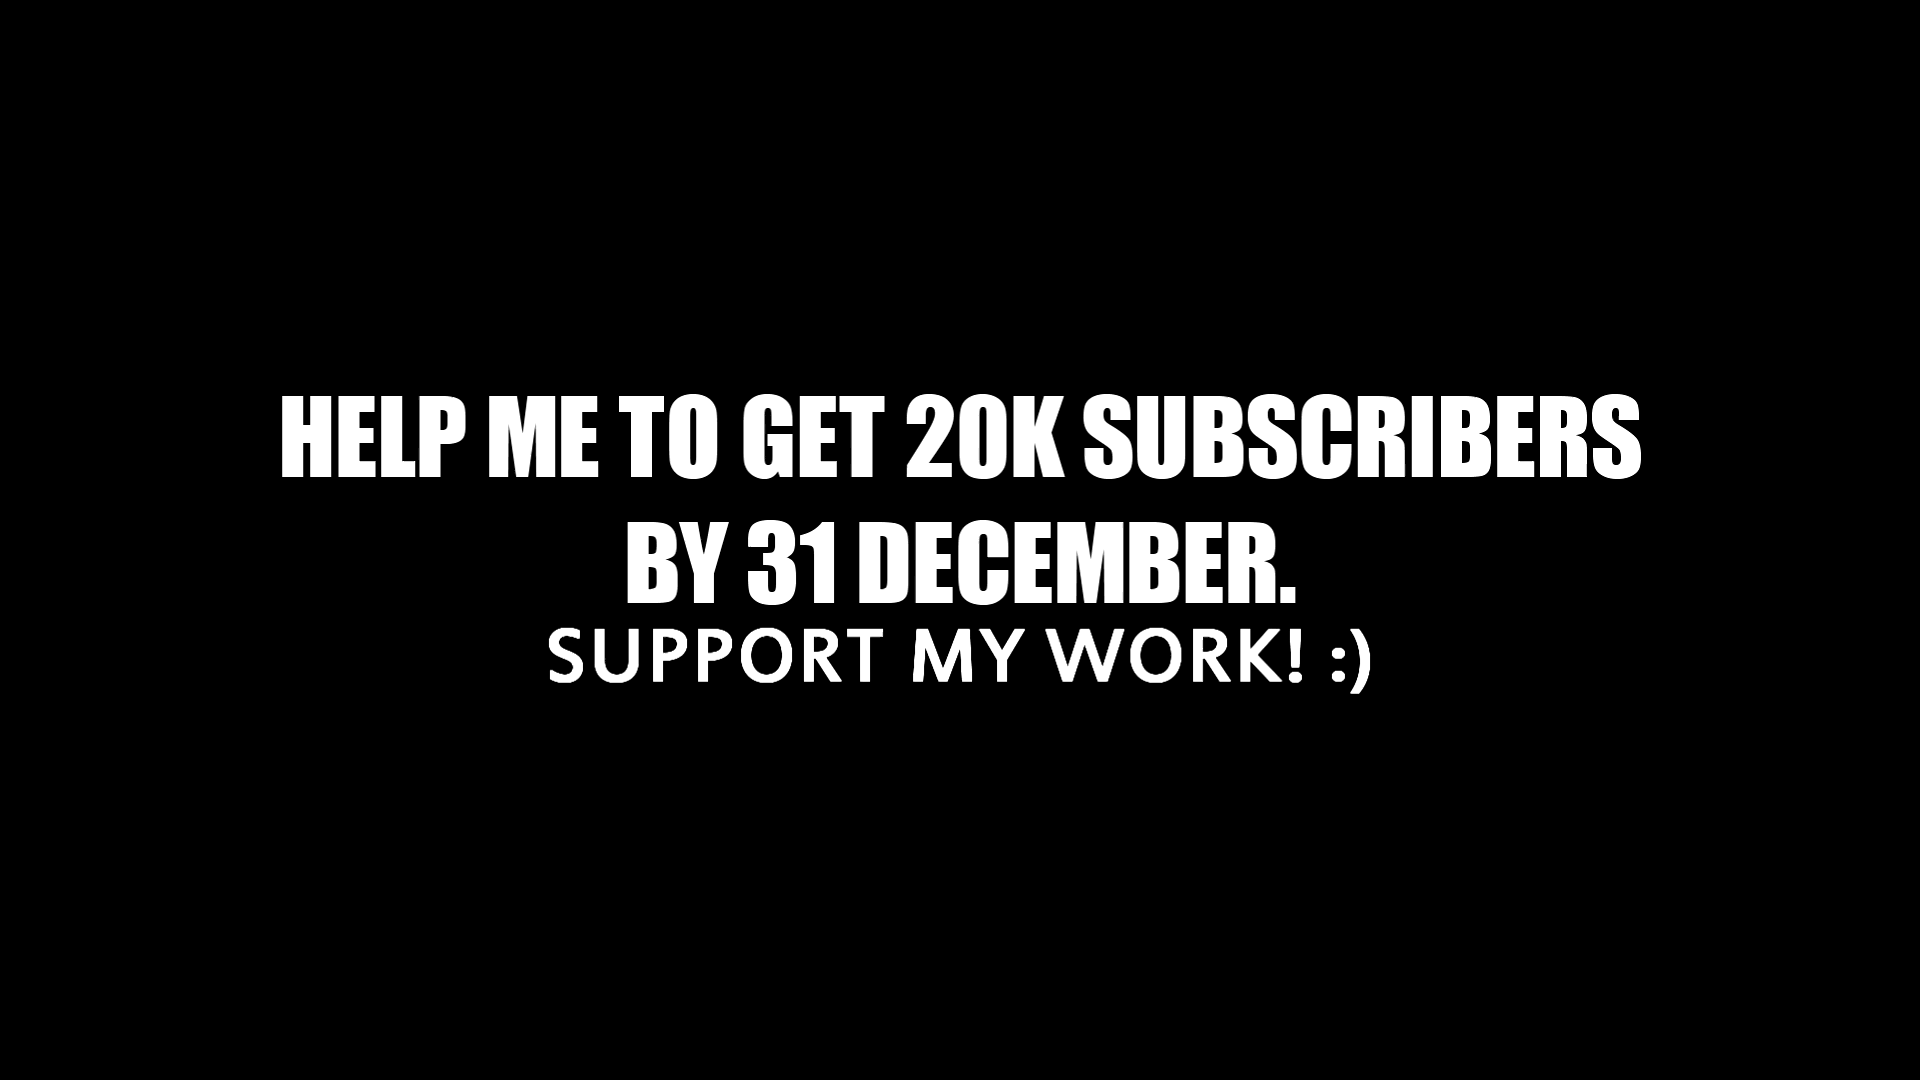 HELP ME TO GET 20K SUBSCRIBERS
BY 31 DECEMBER.
SUPPORT MY WORK! :)